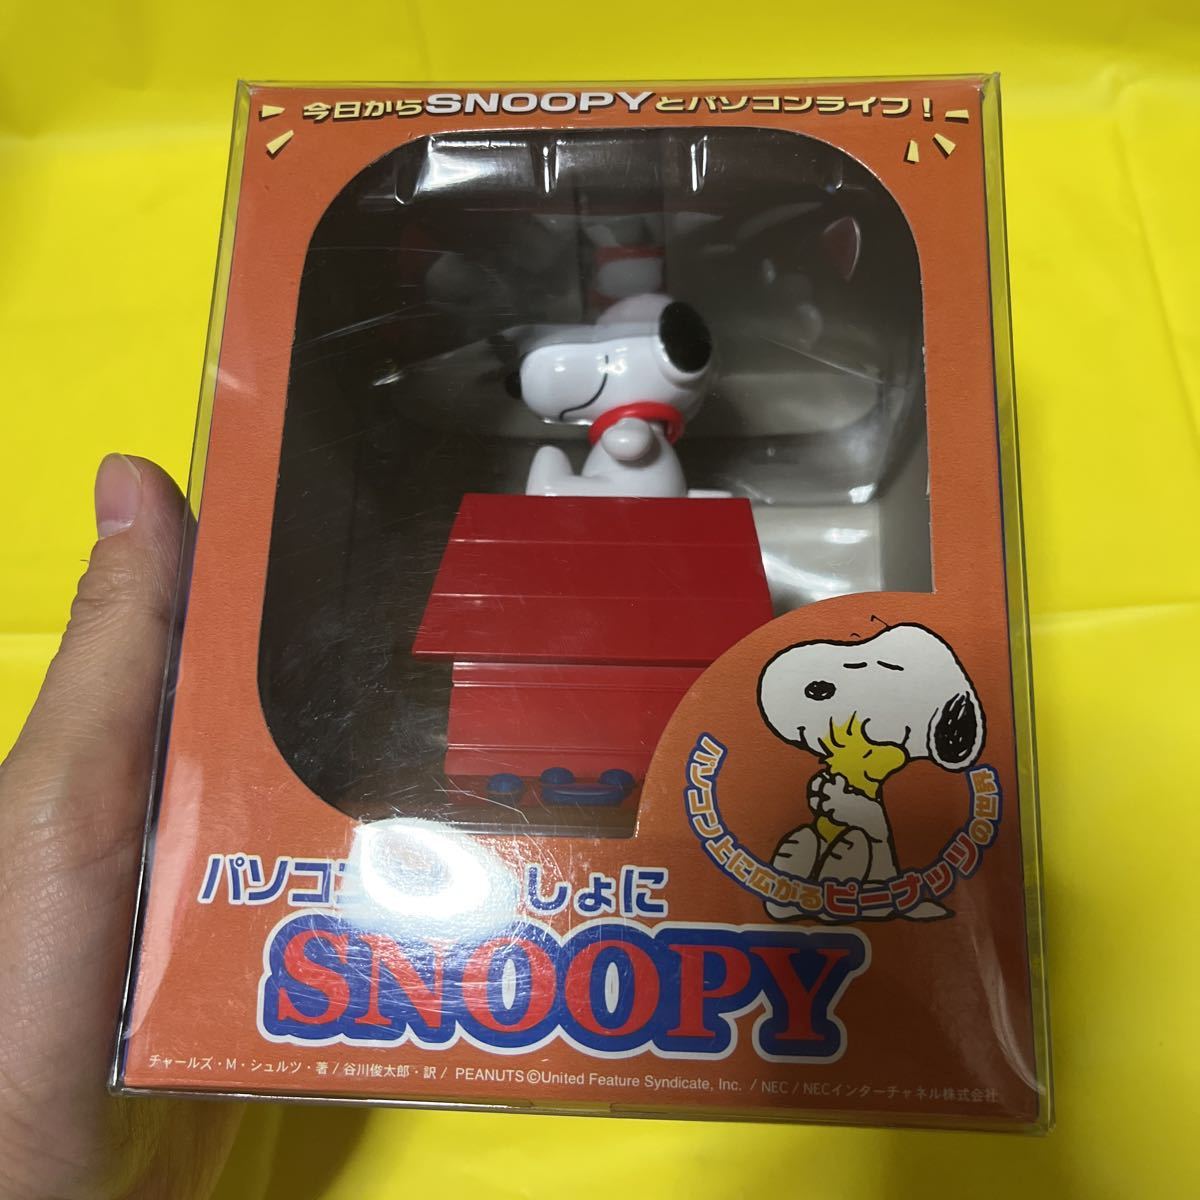 今日からSNOOPYとパソコンライフ！
パソコン上に広がるピーナッツの世界
パソコ しょに
SNOOPY
チャールズ・M・シュルツ・著/谷川俊太郎・訳/ PEANUTS©United Feature Syndicate, Inc. / NEC / NECインターチャネル株式会社